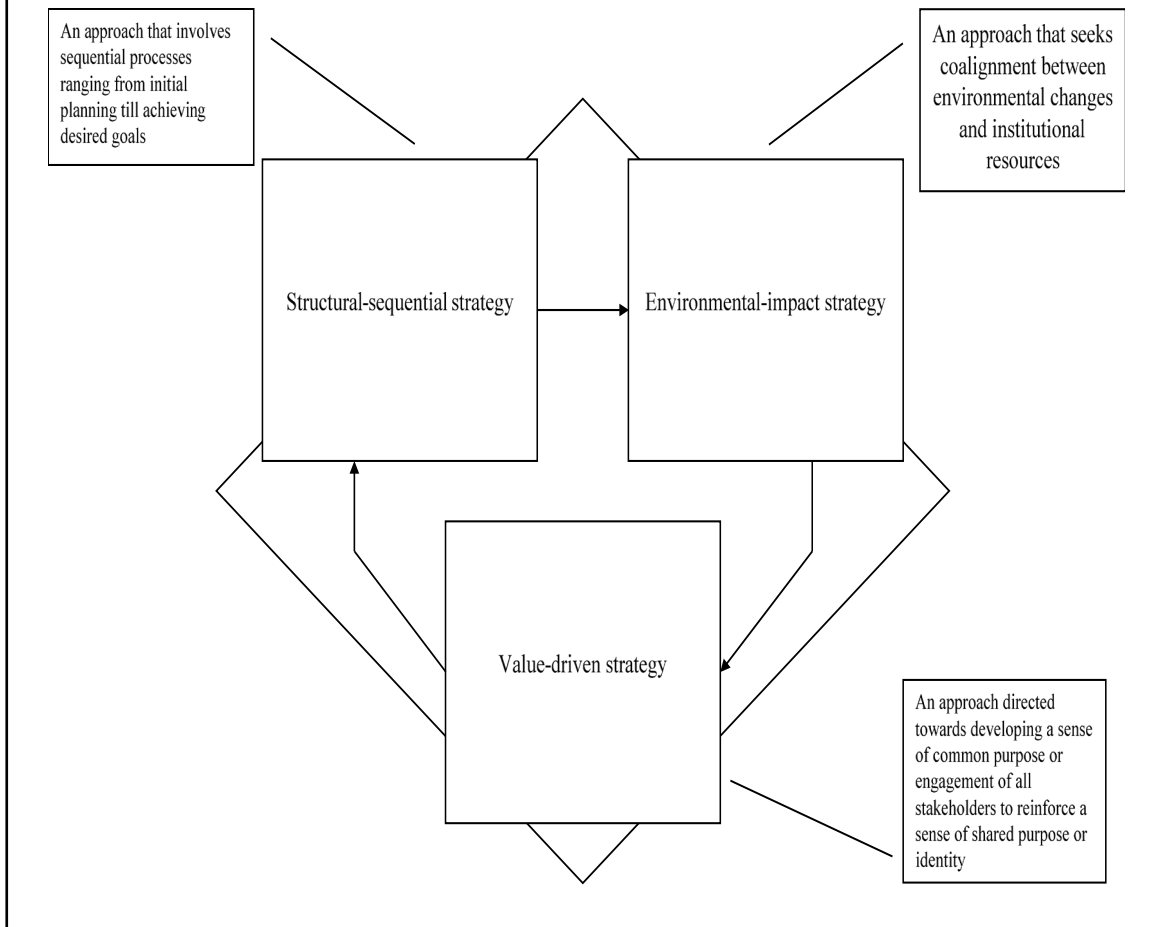 An approach that involves
sequential processes
ranging from initial
planning till achieving
desired goals
An approach that seeks
coalignment between
environmental changes
and institutional
resources
Structural-sequential strategy
Environmental-impact strategy
Value-driven strategy
An approach directed
towards developing a sense
of common purpose or
engagement of all
stakeholders to reinforce a
sense of shared purpose or
identity